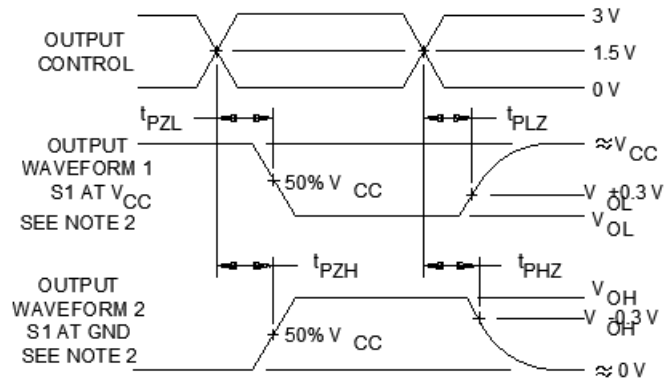 3 V
OUTPUT
CONTROL
1.5 V
0 V
tPZL
tPLZ
OUTPUT
WAVEFORM 1
S1 AT VCC
SEE NOTE 2
50% VCC
≈VCC
VOL+0.3 V
VOL
tPZH
tPHZ
OUTPUT
WAVEFORM 2
S1 AT GND
SEE NOTE 2
50% VCC
VOH
VOH-0.3 V
≈ 0 V